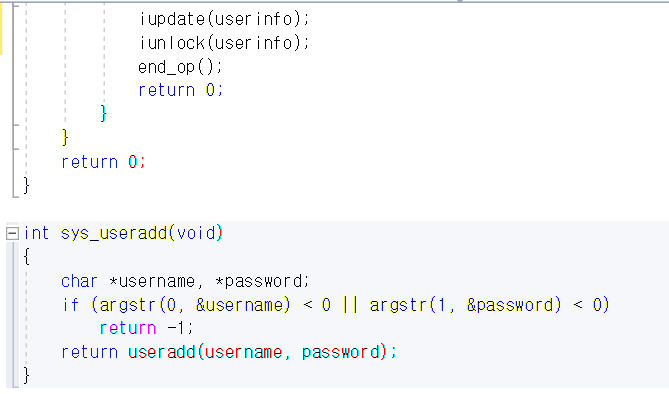 iupdate(userinfo);
iunlock(userinfo);
end_op();
return 0;
}
}
return 0;
}
int sys_useradd(void)
{
char *username, *password;
if (argstr(0, &username) < 0 || argstr(1, &password) < 0)
return -1;
return useradd(username, password);
}